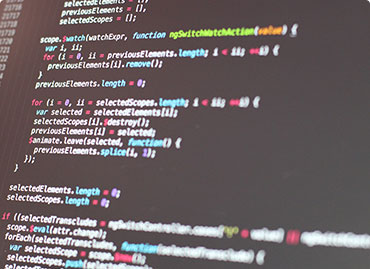 selectedElements = [],
previousElements = [],
selectedScopes = [];
scope.$watch(watchExpr, function ngSwitchWatchAction(value) {
var i, ii;
for (i = 0, ii = previousElements.length; i < ii; ++i) {
previousElements[i].remove();
}
previousElements.length = 0;
for (i = 0, ii = selectedScopes.length; i < ii; ++i) {
var selected = selectedElements[i];
selectedScopes[i].$destroy();
previousElements[i] = selected;
$animate.leave(selected, function() {
previousElements.splice(i, 1);
});
}
selectedElements.length = 0;
selectedScopes.length = 0;
if ((selectedTranscludes = ngSwitchController.cases['!' + value] ||
scope.$eval(attr.change);
forEach(selectedTranscludes, function(selectedTransclude) {
var selectedScope = scope.$new();
selectedScopes.push(selectedScope);